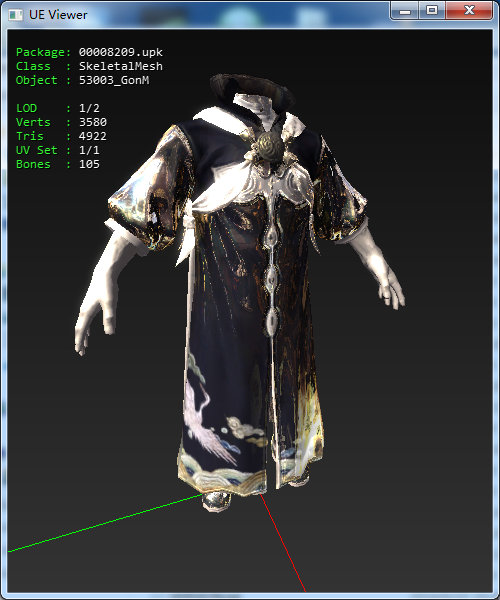 UE Viewer
Package: 00008209.upk
Class  : SkeletalMesh
Object : 53003_GonM
LOD    : 1/2
Verts  : 3580
Tris   : 4922
UV Set : 1/1
Bones  : 105